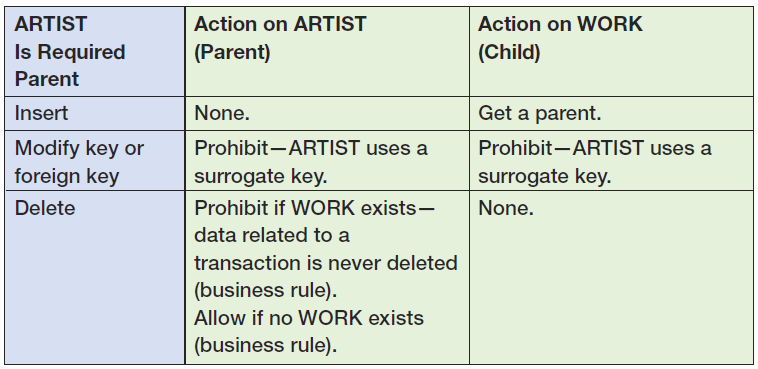 ARTIST
Is Required
Parent
Action on ARTIST
(Parent)
Action on WORK
(Child)
Insert
None.
Get a parent.
Modify key or
foreign key
Prohibit—ARTIST uses a
surrogate key.
Prohibit—ARTIST uses a
surrogate key.
Delete
Prohibit if WORK exists—
data related to a
transaction is never deleted
(business rule).
Allow if no WORK exists
(business rule).
None.